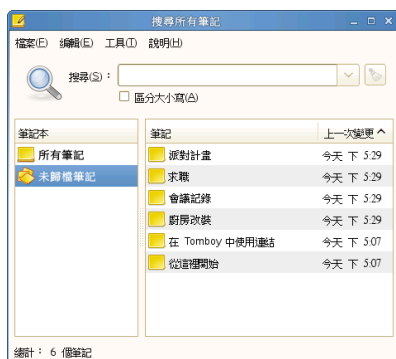 搜尋所有筆記
檔案(F) 編輯(E) 工具(T) 說明(H)
搜尋(S)：
區分大小寫(A)
筆記本
所有筆記
未歸檔筆記
筆記 上一次變更
派對計畫 今天 下 5:29
求職 今天 下 5:29
會議記錄 今天 下 5:29
廚房改裝 今天 下 5:29
在 Tomboy 中使用連結 今天 下 5:07
從這裡開始 今天 下 5:07
總計： 6 個筆記